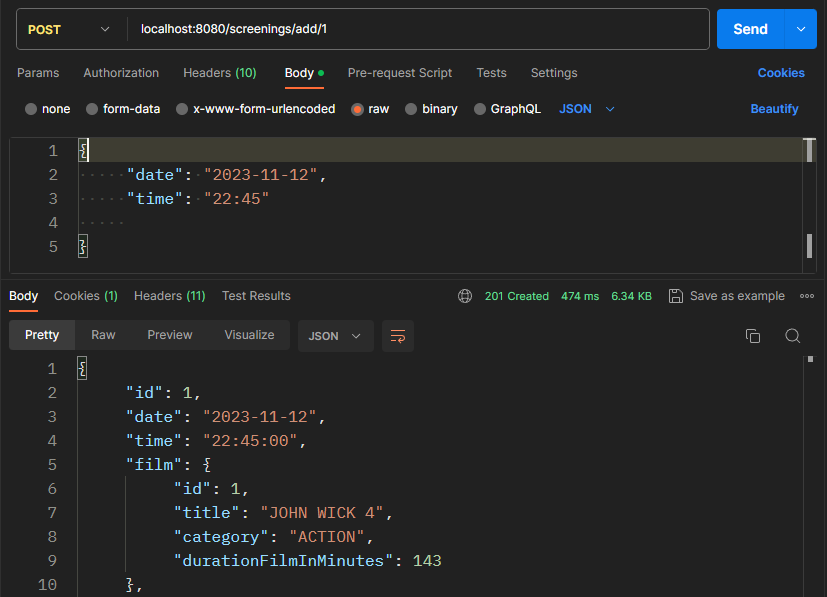 POST localhost:8080/screenings/add/1 Send
Params Authorization Headers (10) Body Pre-request Script Tests Settings Cookies
none form-data x-www-form-urlencoded raw binary GraphQL JSON Beautify
1 {
2 "date": "2023-11-12",
3 "time": "22:45"
4
5 }
Body Cookies (1) Headers (11) Test Results 201 Created 474 ms 6.34 KB Save as example
Pretty Raw Preview Visualize JSON
1 {
2 "id": 1,
3 "date": "2023-11-12",
4 "time": "22:45:00",
5 "film": {
6 "id": 1,
7 "title": "JOHN WICK 4",
8 "category": "ACTION",
9 "durationFilmInMinutes": 143
10 },